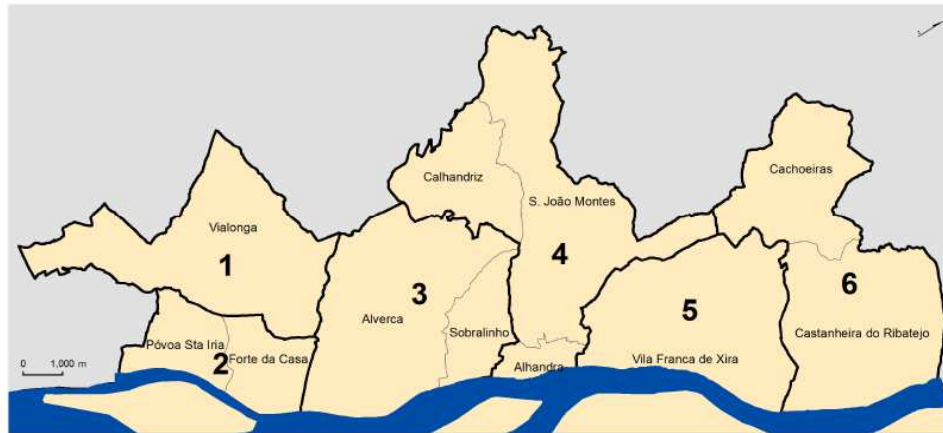 Cachoeiras
Calhandriz
S. João Montes
Vialonga
1
4
3
6
5
Alverca
Sobralinho
Castanheira do Ribatejo
Póvoa Sta Iria
2
Forte da Casa
Alhandra
Vila Franca de Xira
0 1,000 m